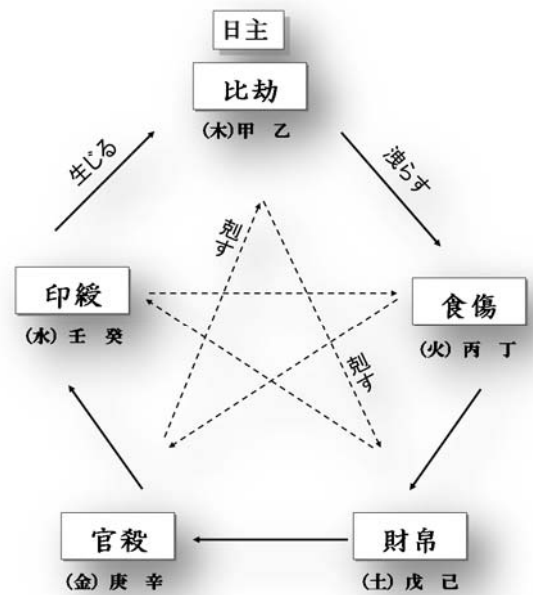 日主
比劫
(木)甲 乙
生じる
洩らす
剋す
印綬
食傷
(水)壬 癸
(火)丙 丁
剋す
官殺
財帛
(金)庚 辛
(土)戊 己